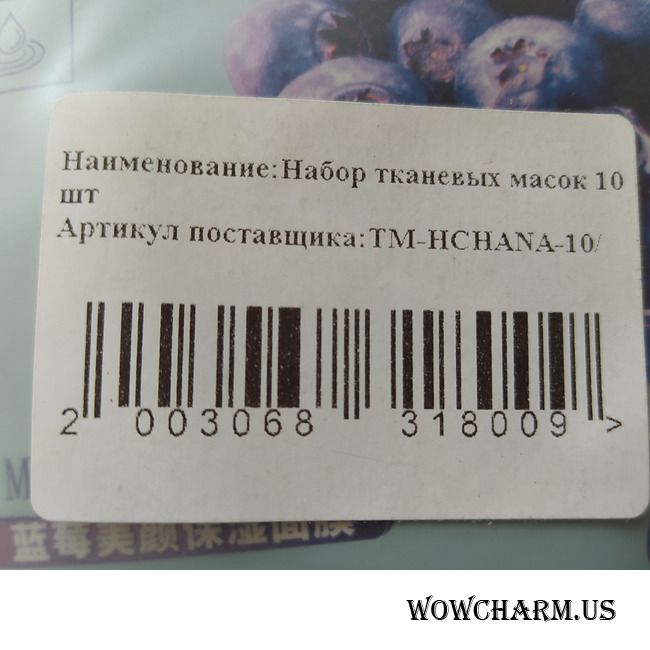 Наименование:Набор тканевых масок 10
шт
Артикул поставщика:TM-HCHANA-10/
2 003068 318009 >
M
蓝莓美颜保湿面膜
WOWCHARM.US